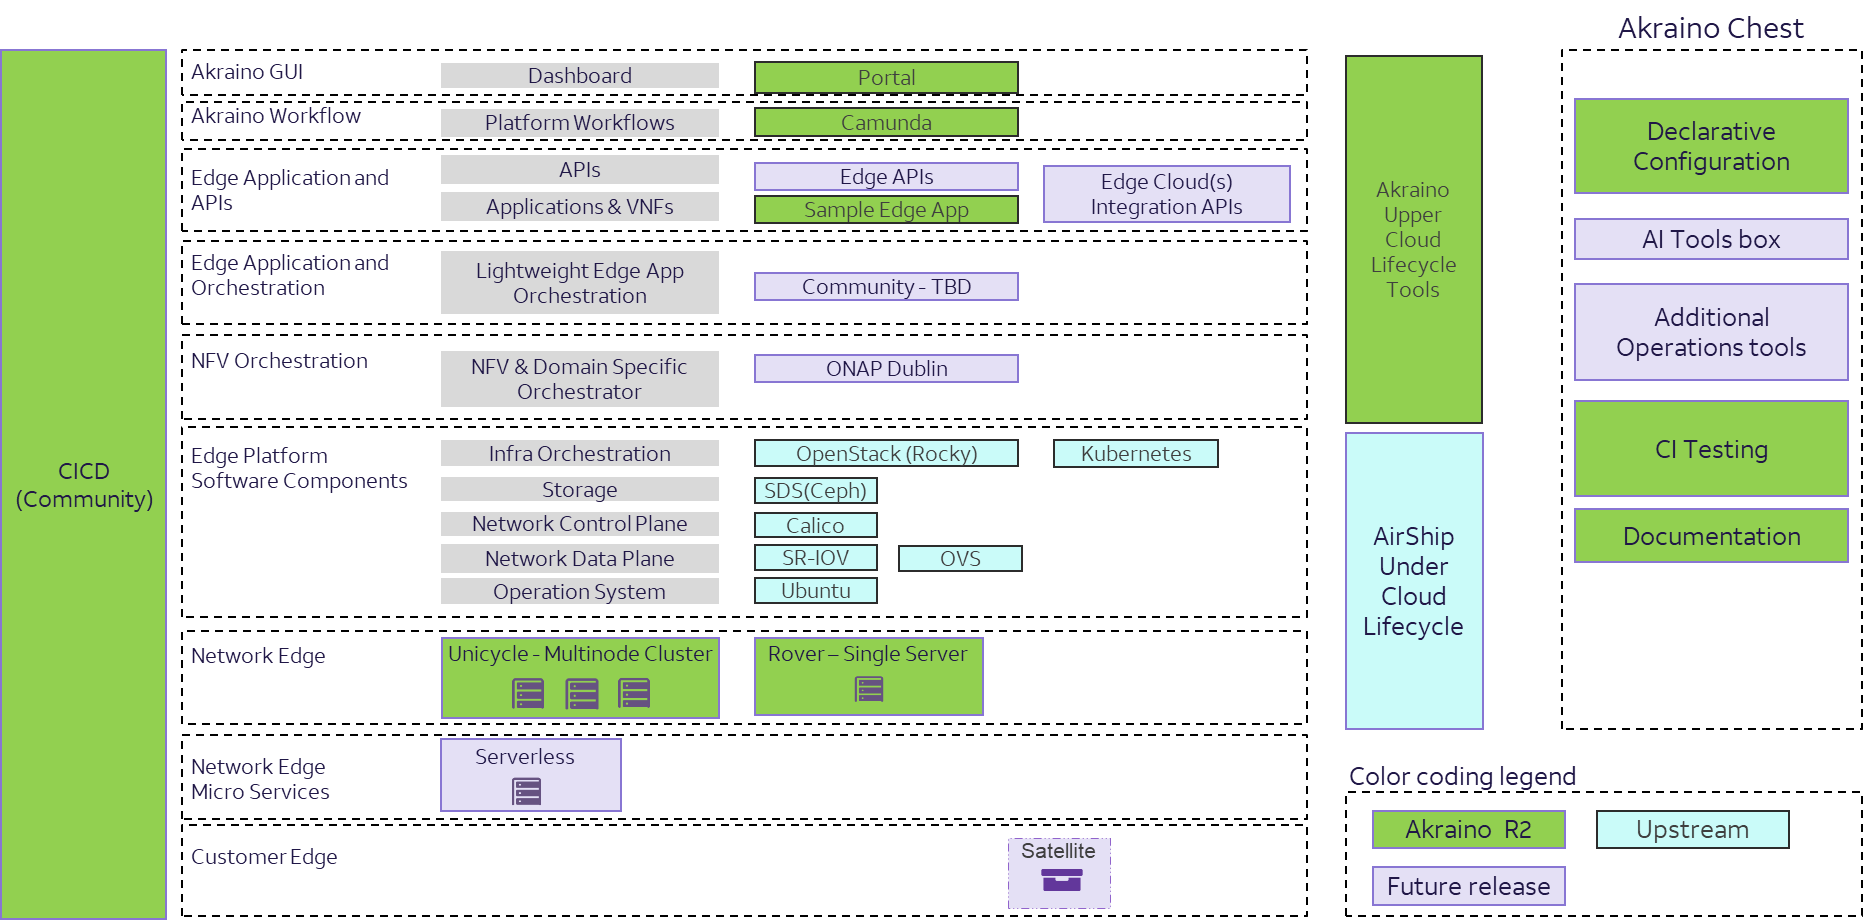 CICD
(Community)
Akraino GUI
Dashboard
Portal
Akraino Workflow
Platform Workflows
Camunda
Edge Application and
APIs
APIs
Applications & VNFs
Edge APIs
Sample Edge App
Edge Cloud(s)
Integration APIs
Edge Application and
Orchestration
Lightweight Edge App
Orchestration
Community - TBD
NFV Orchestration
NFV & Domain Specific
Orchestrator
ONAP Dublin
Edge Platform
Software Components
Infra Orchestration
OpenStack (Rocky)
Kubernetes
Storage
SDS(Ceph)
Network Control Plane
Calico
Network Data Plane
SR-IOV
OVS
Operation System
Ubuntu
Network Edge
Unicycle - Multinode Cluster
Rover – Single Server
Network Edge
Micro Services
Serverless
Customer Edge
Satellite
Akraino
Upper
Cloud
Lifecycle
Tools
AirShip
Under
Cloud
Lifecycle
Akraino Chest
Declarative
Configuration
AI Tools box
Additional
Operations tools
CI Testing
Documentation
Color coding legend
Akraino R2
Upstream
Future release